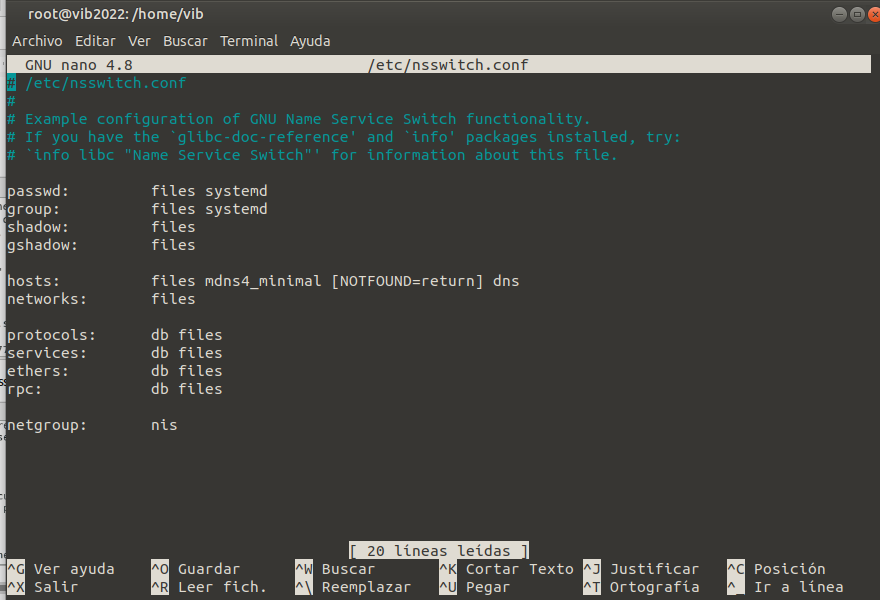 root@vib2022: /home/vib
Archivo Editar Ver Buscar Terminal Ayuda
GNU nano 4.8 /etc/nsswitch.conf
# /etc/nsswitch.conf
#
# Example configuration of GNU Name Service Switch functionality.
# If you have the `glibc-doc-reference' and `info' packages installed, try:
# `info libc "Name Service Switch"' for information about this file.
passwd: files systemd
group: files systemd
shadow: files
gshadow: files
hosts: files mdns4_minimal [NOTFOUND=return] dns
networks: files
protocols: db files
services: db files
ethers: db files
rpc: db files
netgroup: nis
[ 20 líneas leídas ]
^G Ver ayuda ^O Guardar ^W Buscar ^K Cortar Texto ^J Justificar ^C Posición
^X Salir ^R Leer fich. ^\ Reemplazar ^U Pegar ^T Ortografía ^_ Ir a línea